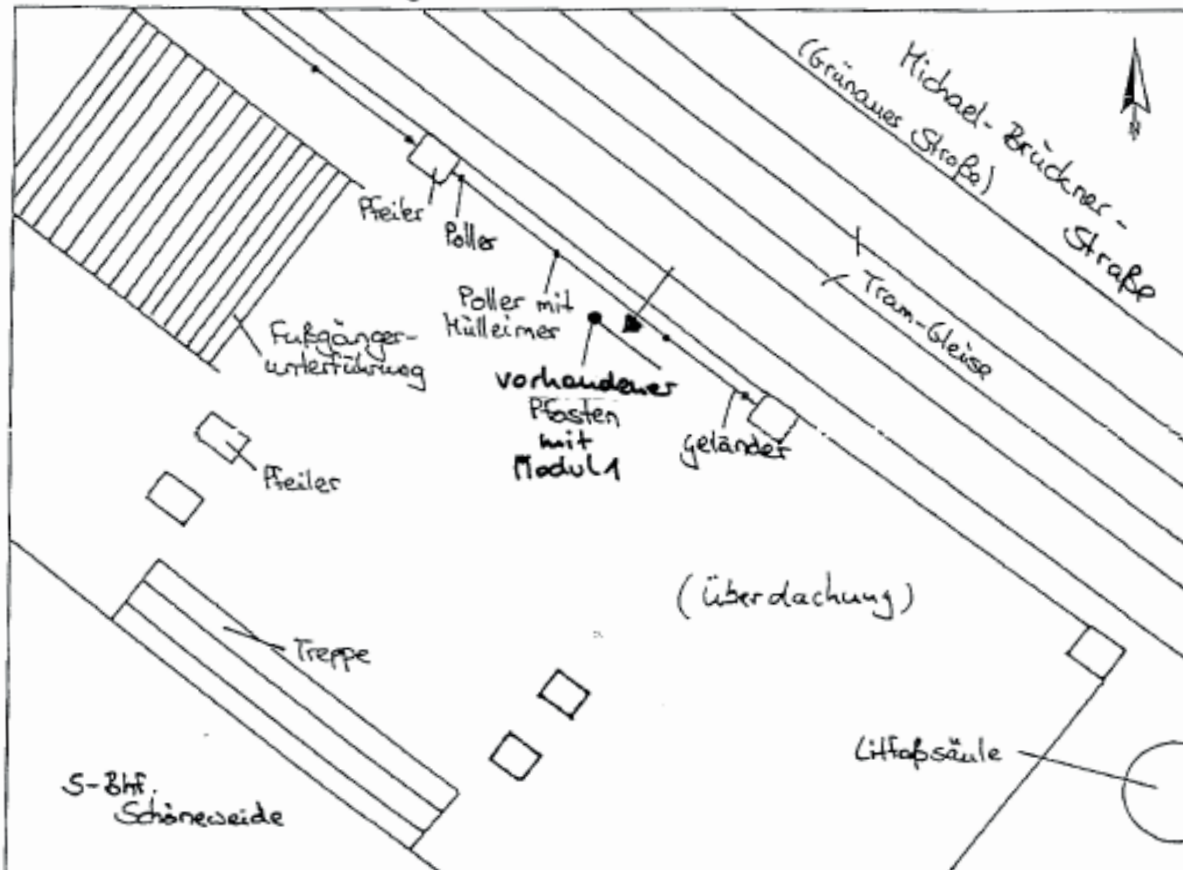 Michael-Brückner-
Straße
(Grünauer Straße)
N
Pfeiler
Poller
Tram-Gleise
Poller mit
Mülleimer
Fußgänger-
unterführung
vorhandener
Pfosten
mit
Modul 1
Geländer
Pfeiler
(Überdachung)
Treppe
Litfaßsäule
S-Bhf.
Schöneweide